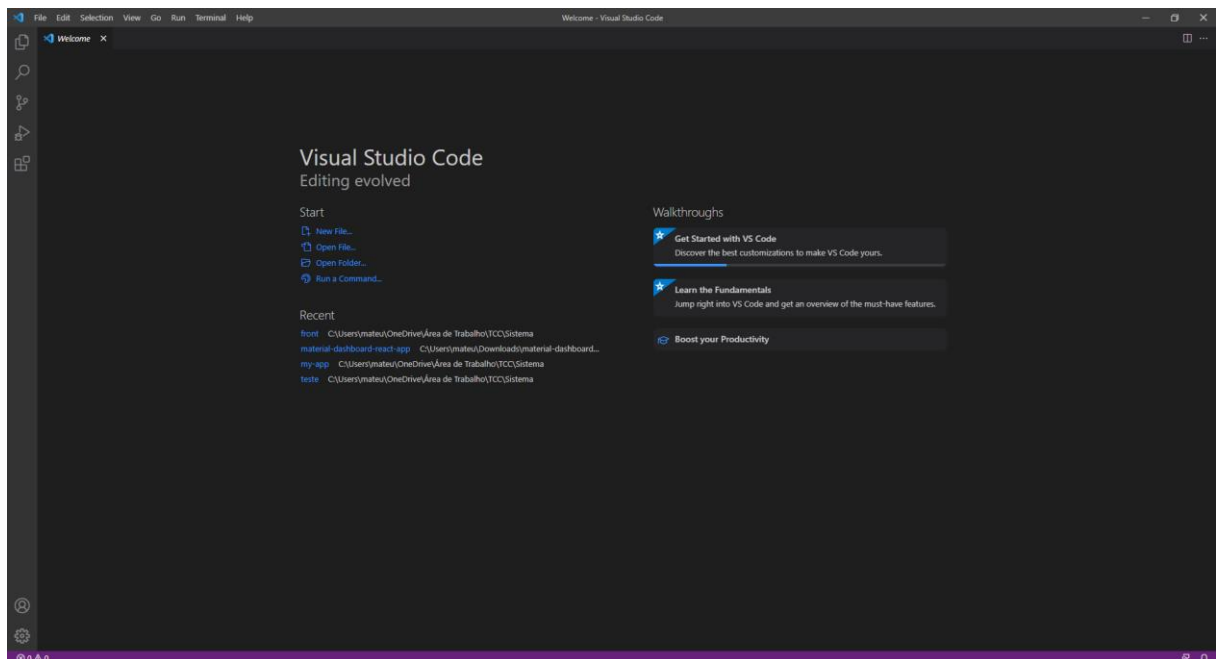 File Edit Selection View Go Run Terminal Help
Welcome - Visual Studio Code
Welcome
Visual Studio Code
Editing evolved
Start
New File...
Open File...
Open Folder...
Run a Command...
Recent
front C:\Users\mateu\OneDrive\Área de Trabalho\TCC\Sistema
material-dashboard-react-app C:\Users\mateu\Downloads\material-dashboard...
my-app C:\Users\mateu\OneDrive\Área de Trabalho\TCC\Sistema
teste C:\Users\mateu\OneDrive\Área de Trabalho\TCC\Sistema
Walkthroughs
Get Started with VS Code
Discover the best customizations to make VS Code yours.
Learn the Fundamentals
Jump right into VS Code and get an overview of the must-have features.
Boost your Productivity
0 0